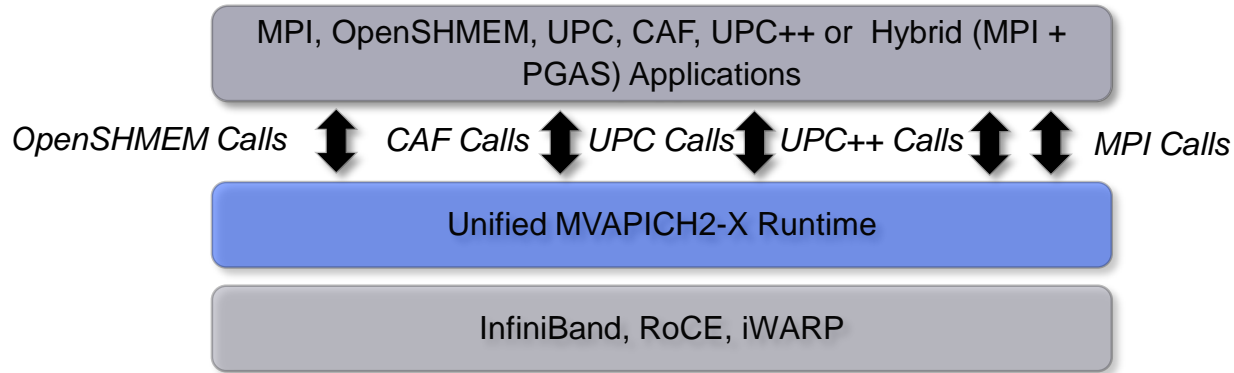 MPI, OpenSHMEM, UPC, CAF, UPC++ or Hybrid (MPI +
PGAS) Applications
OpenSHMEM Calls CAF Calls UPC Calls UPC++ Calls MPI Calls
Unified MVAPICH2-X Runtime
InfiniBand, RoCE, iWARP